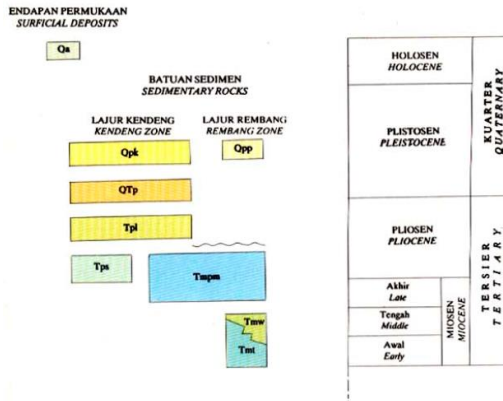 ENDAPAN PERMUKAAN
SURFICIAL DEPOSITS
Qa
BATUAN SEDIMEN
SEDIMENTARY ROCKS
LAJUR KENDENG
KENDENG ZONE
LAJUR REMBANG
REMBANG ZONE
Qpk
Qpp
QTp
Tpl
Tps
Tmpm
Tmw
Tmt
HOLOSEN
HOLOCENE
PLISTOSEN
PLEISTOCENE
KUARTER
QUATERNARY
PLIOSEN
PLIOCENE
Akhir
Late
Tengah
Middle
Awal
Early
MIOSEN
MIOCENE
TERSIER
TERTIARY